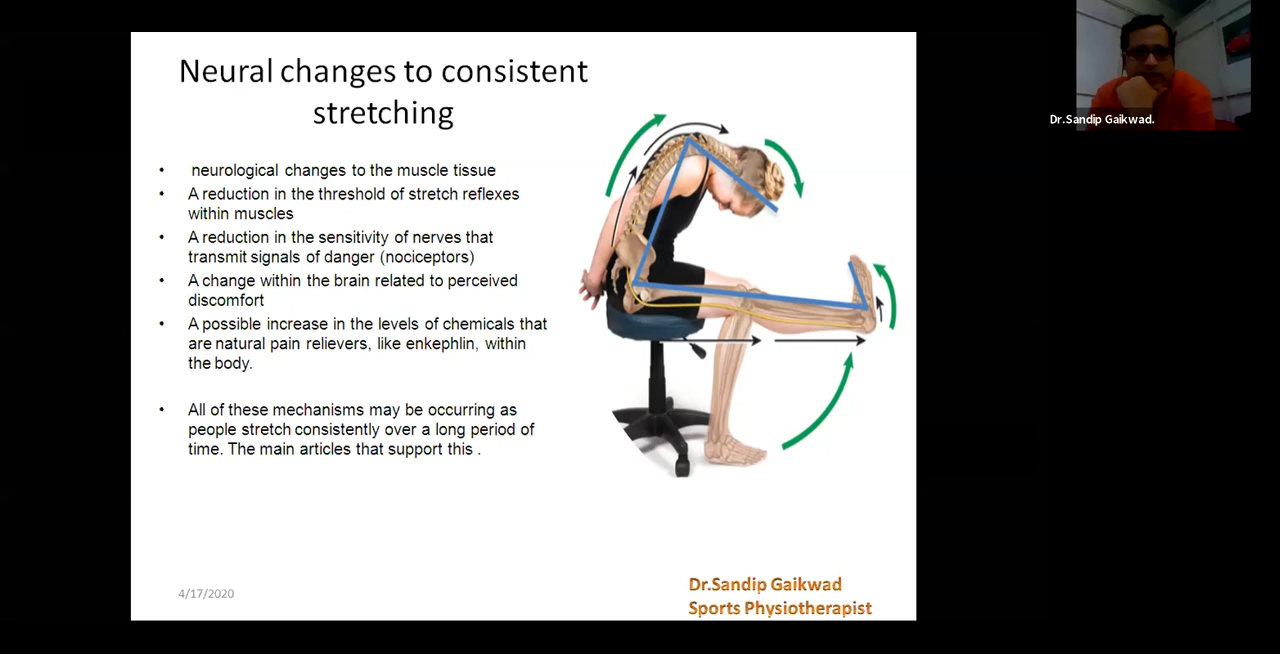 Neural changes to consistent
stretching
• neurological changes to the muscle tissue
• A reduction in the threshold of stretch reflexes
within muscles
• A reduction in the sensitivity of nerves that
transmit signals of danger (nociceptors)
• A change within the brain related to perceived
discomfort
• A possible increase in the levels of chemicals that
are natural pain relievers, like enkephlin, within
the body.
• All of these mechanisms may be occurring as
people stretch consistently over a long period of
time. The main articles that support this .
4/17/2020
Dr.Sandip Gaikwad
Sports Physiotherapist
Dr.Sandip Gaikwad.